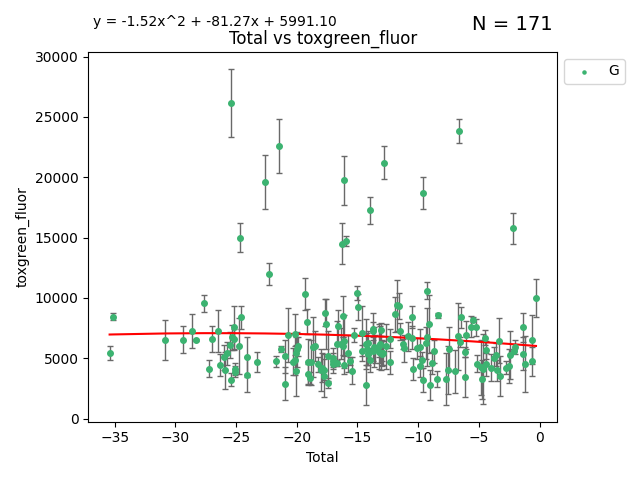 y = -1.52x^2 + -81.27x + 5991.10
N = 171
Total vs toxgreen_fluor
G
toxgreen_fluor
30000
25000
20000
15000
10000
5000
0
−35 −30 −25 −20 −15 −10 −5 0
Total